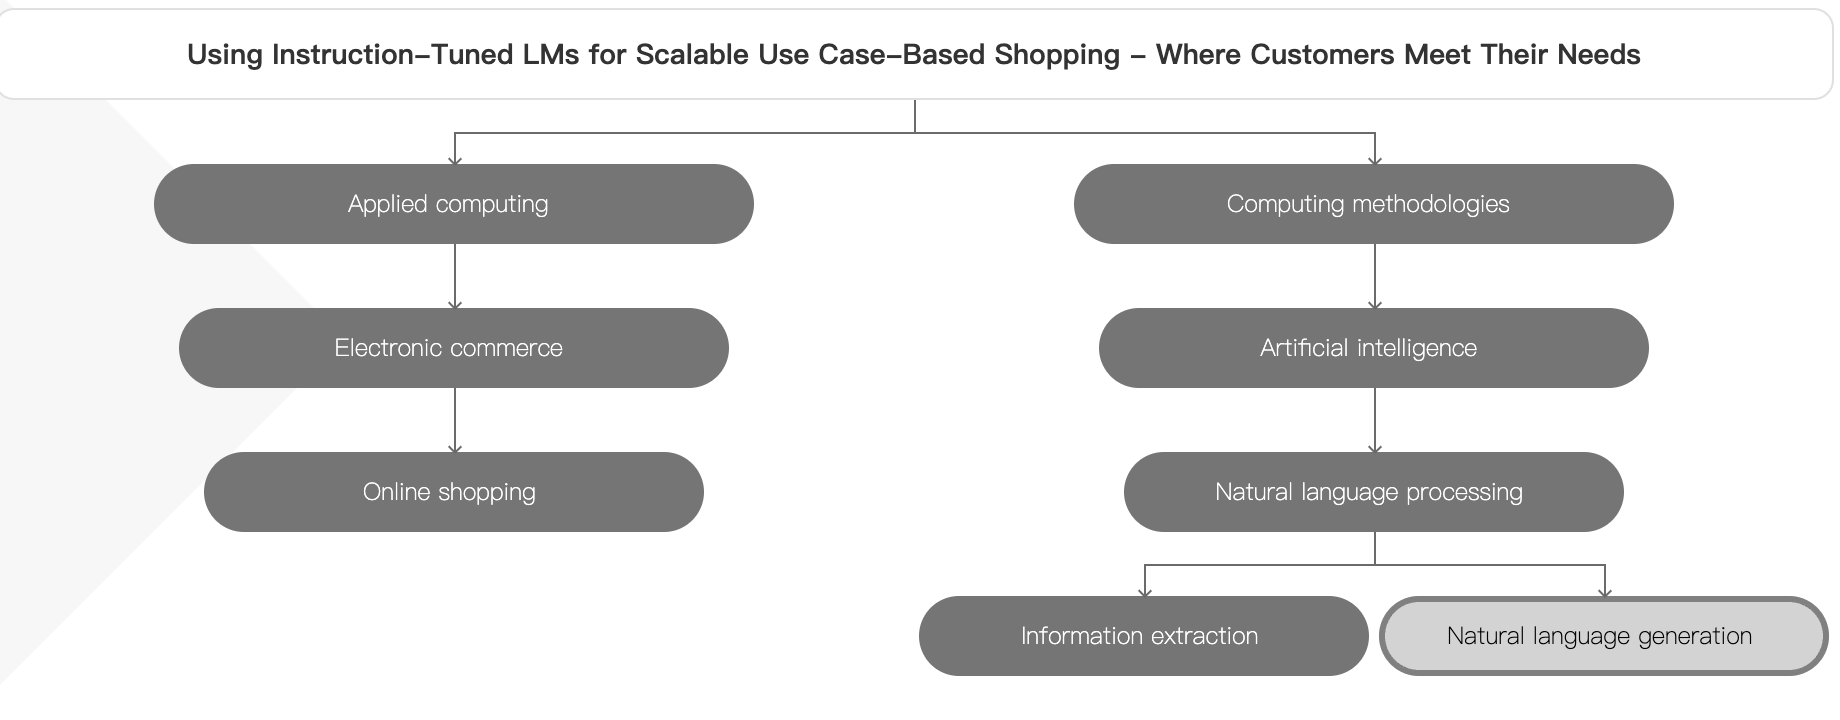 Using Instruction–Tuned LMs for Scalable Use Case–Based Shopping – Where Customers Meet Their Needs
Applied computing
Computing methodologies
Electronic commerce
Artificial intelligence
Online shopping
Natural language processing
Information extraction
Natural language generation